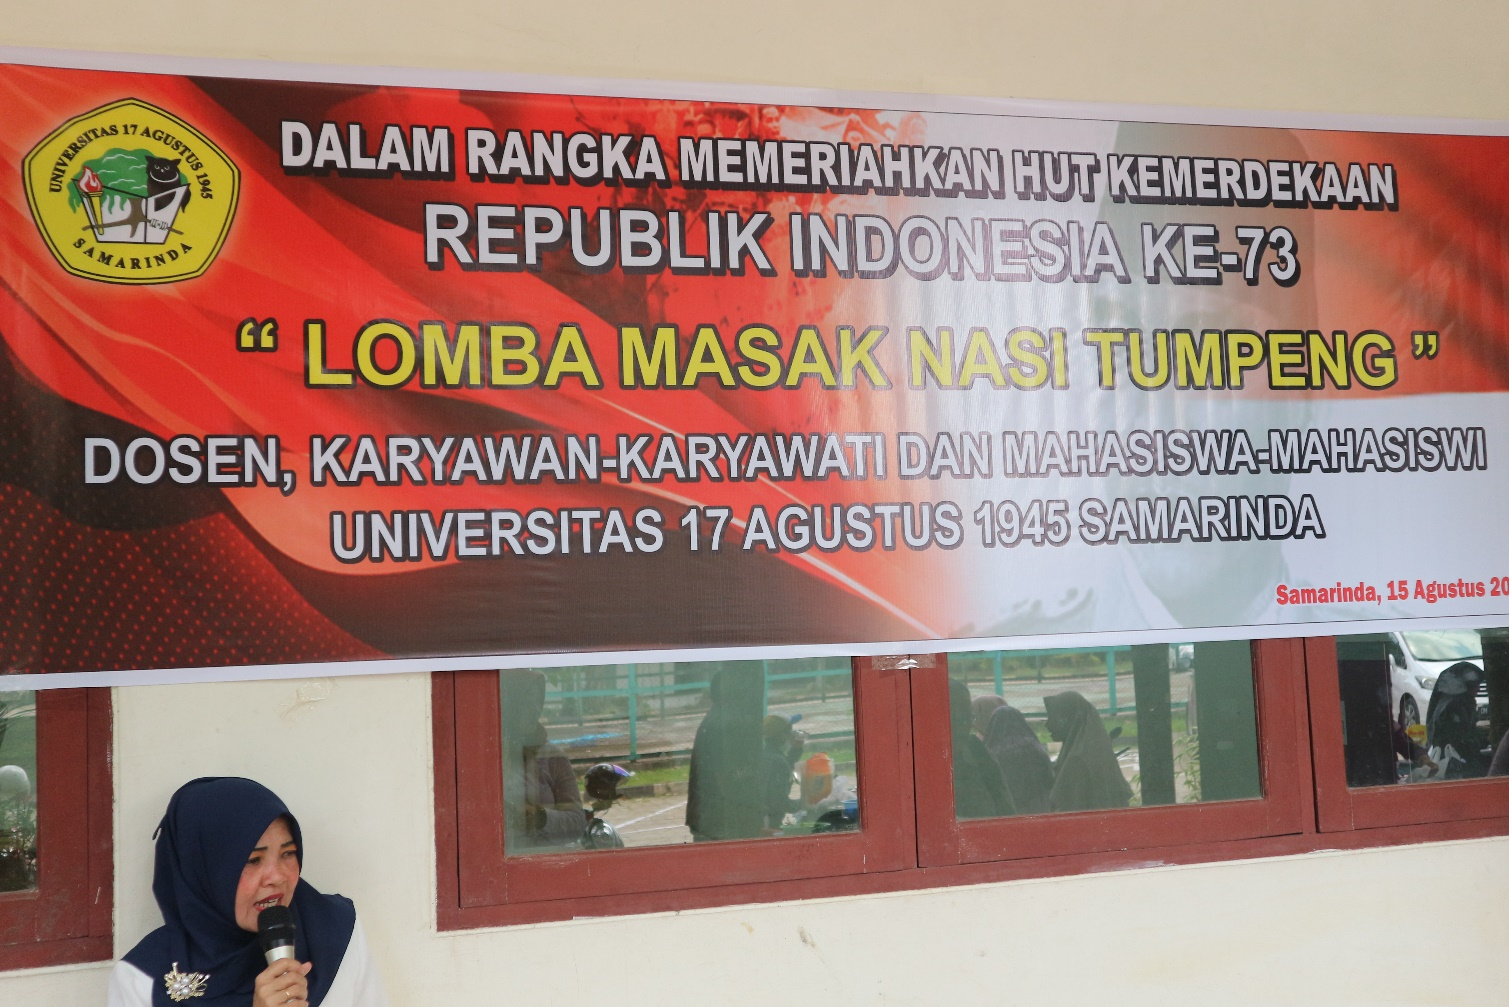 UNIVERSITAS 17 AGUSTUS 1945
SAMARINDA
DALAM RANGKA MEMERIAHKAN HUT KEMERDEKAAN
REPUBLIK INDONESIA KE-73
“ LOMBA MASAK NASI TUMPENG ”
DOSEN, KARYAWAN-KARYAWATI DAN MAHASISWA-MAHASISWI
UNIVERSITAS 17 AGUSTUS 1945 SAMARINDA
Samarinda, 15 Agustus 20